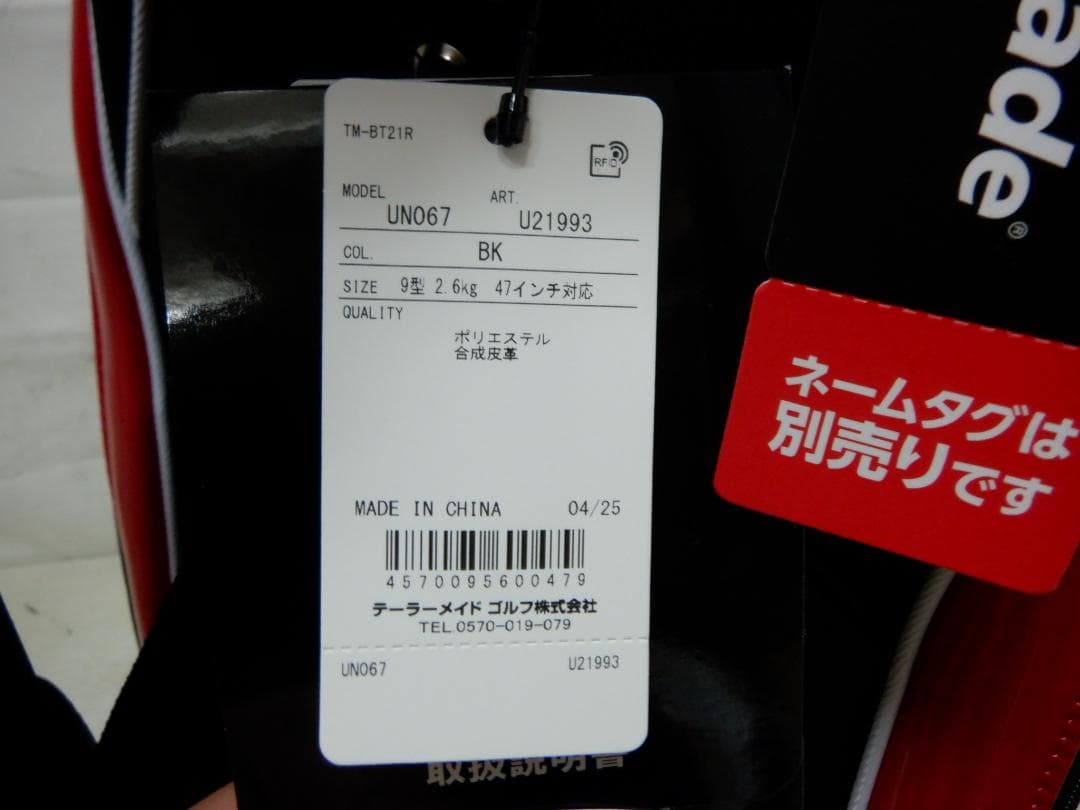 TM-BT21R
RFID
MODEL UN067 ART. U21993
COL. BK
SIZE 9型 2.6kg 47インチ対応
QUALITY
ポリエステル
合成皮革
MADE IN CHINA 04/25
4570095600479
テーラーメイド ゴルフ株式会社
TEL.0570-019-079
UN067 U21993
取扱説明書
ade®
ネームタグは
別売りです